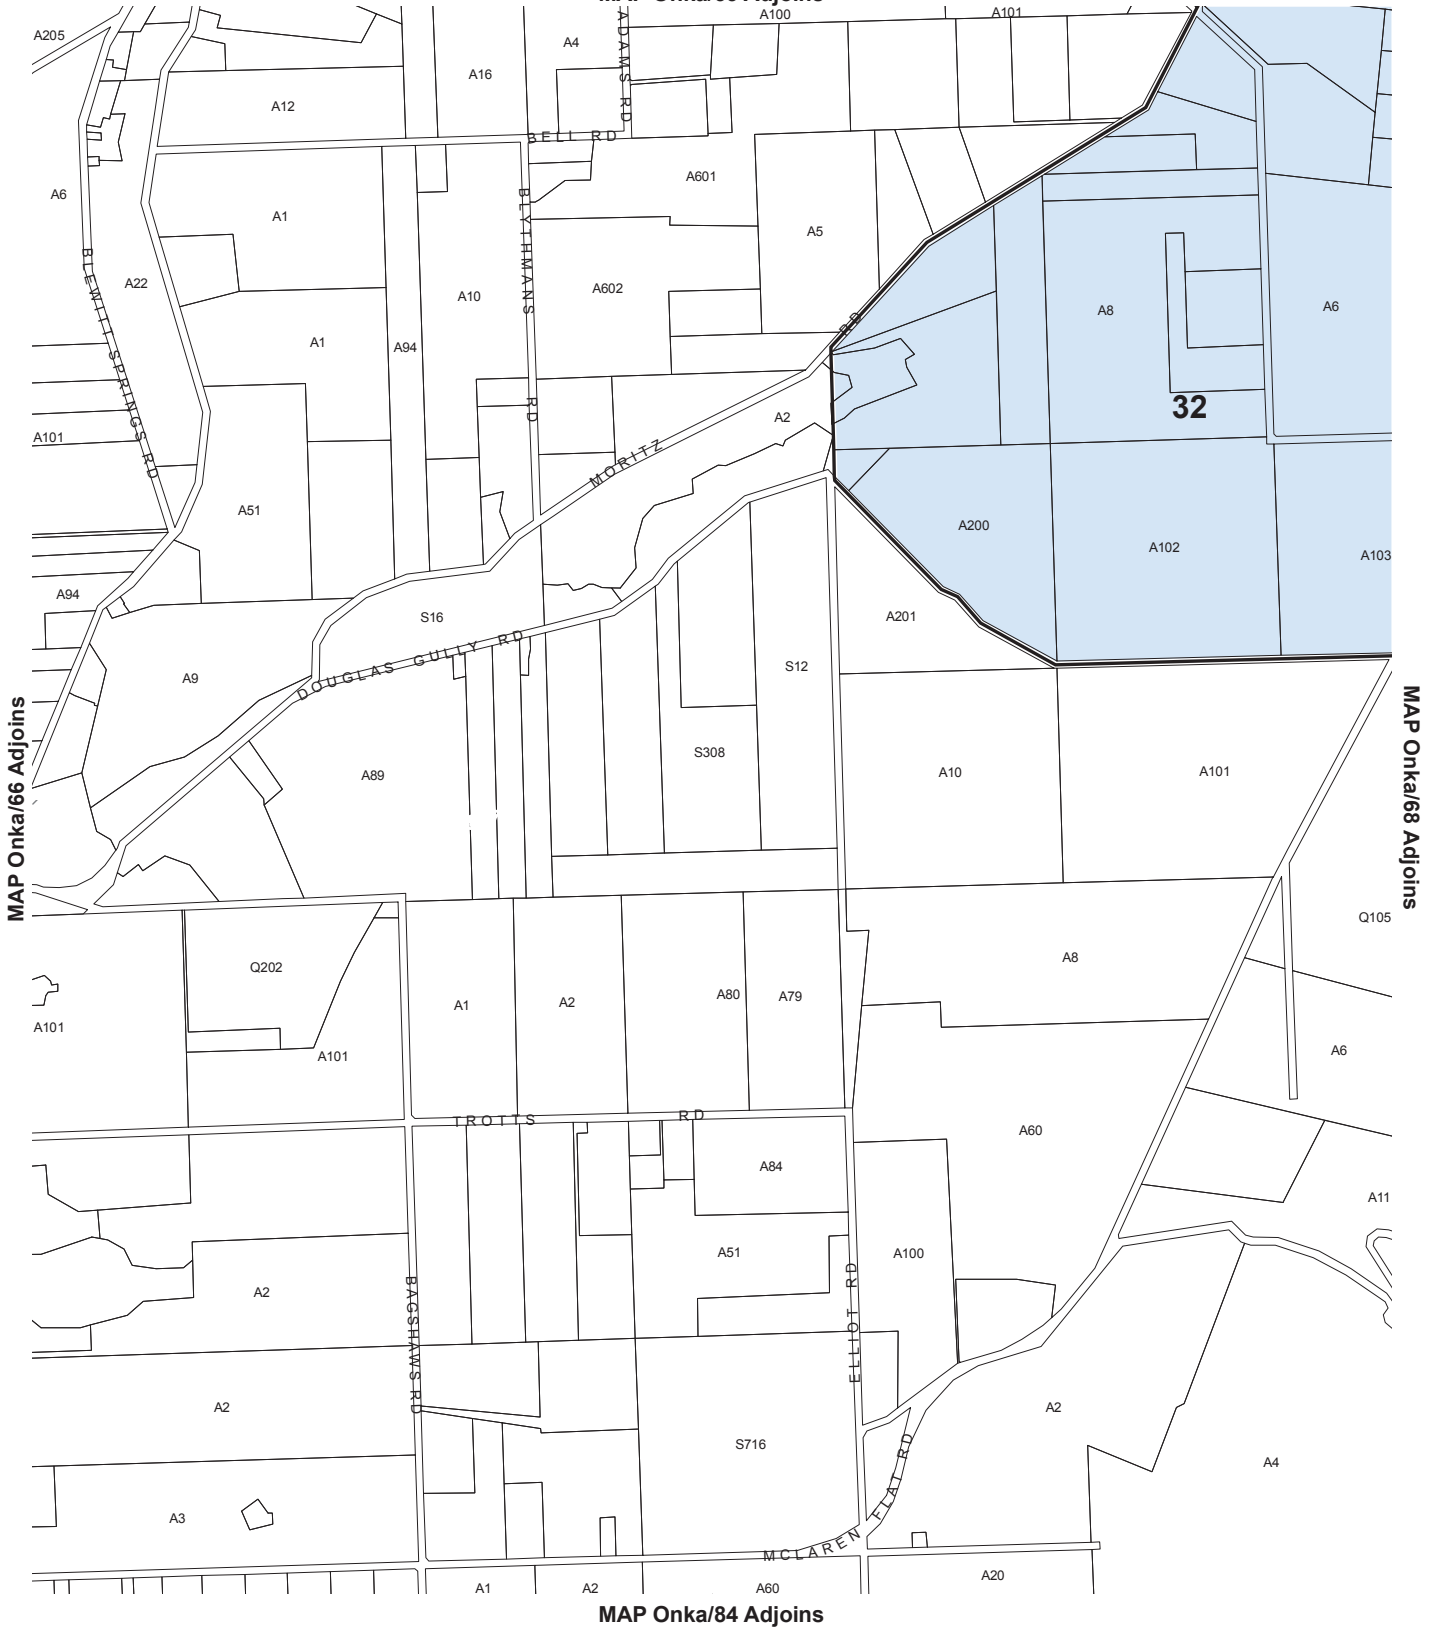 A205
A4
ADAMS RD
A100
A101
A16
A12
BELL RD
A6
A601
A1
BLYTHMANS RD
A5
BLEWITT SPRINGS RD
A22
A10
A602
A8
A6
A1
A94
RD
32
A101
A2
MORITZ
A51
A200
A102
A103
A94
S16
A201
DOUGLAS GULLY RD
S12
A9
MAP Onka/66 Adjoins
MAP Onka/68 Adjoins
A89
S308
A10
A101
Q105
Q202
A8
A1
A2
A80
A79
A101
A101
A6
TROTTS RD
A60
A84
A11
A51
A100
A2
BAGSHAWS RD
ELLIOT RD
A2
A2
S716
A4
A3
MCLAREN FLAT RD
A1
A2
A60
A20
MAP Onka/84 Adjoins